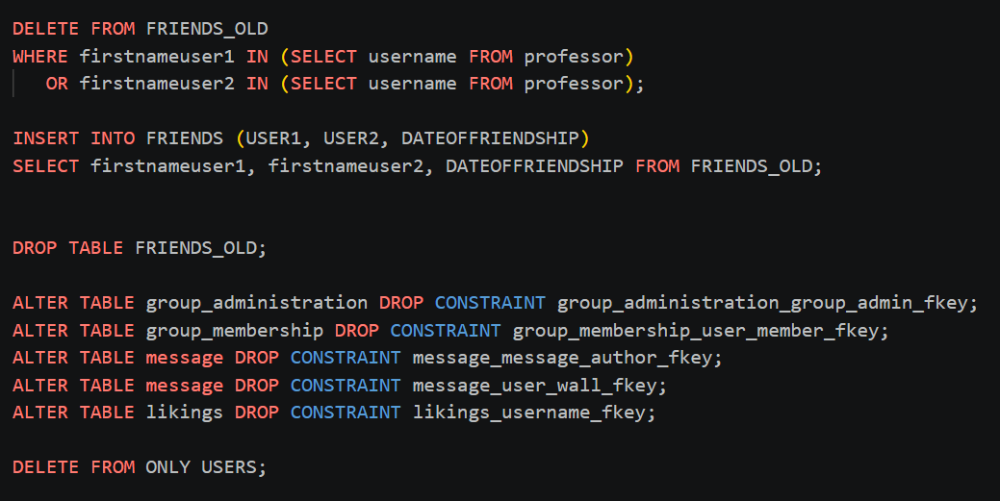 DELETE FROM FRIENDS_OLD
WHERE firstnameuser1 IN (SELECT username FROM professor)
   OR firstnameuser2 IN (SELECT username FROM professor);
INSERT INTO FRIENDS (USER1, USER2, DATEOFFRIENDSHIP)
SELECT firstnameuser1, firstnameuser2, DATEOFFRIENDSHIP FROM FRIENDS_OLD;
DROP TABLE FRIENDS_OLD;
ALTER TABLE group_administration DROP CONSTRAINT group_administration_group_admin_fkey;
ALTER TABLE group_membership DROP CONSTRAINT group_membership_user_member_fkey;
ALTER TABLE message DROP CONSTRAINT message_message_author_fkey;
ALTER TABLE message DROP CONSTRAINT message_user_wall_fkey;
ALTER TABLE likings DROP CONSTRAINT likings_username_fkey;
DELETE FROM ONLY USERS;